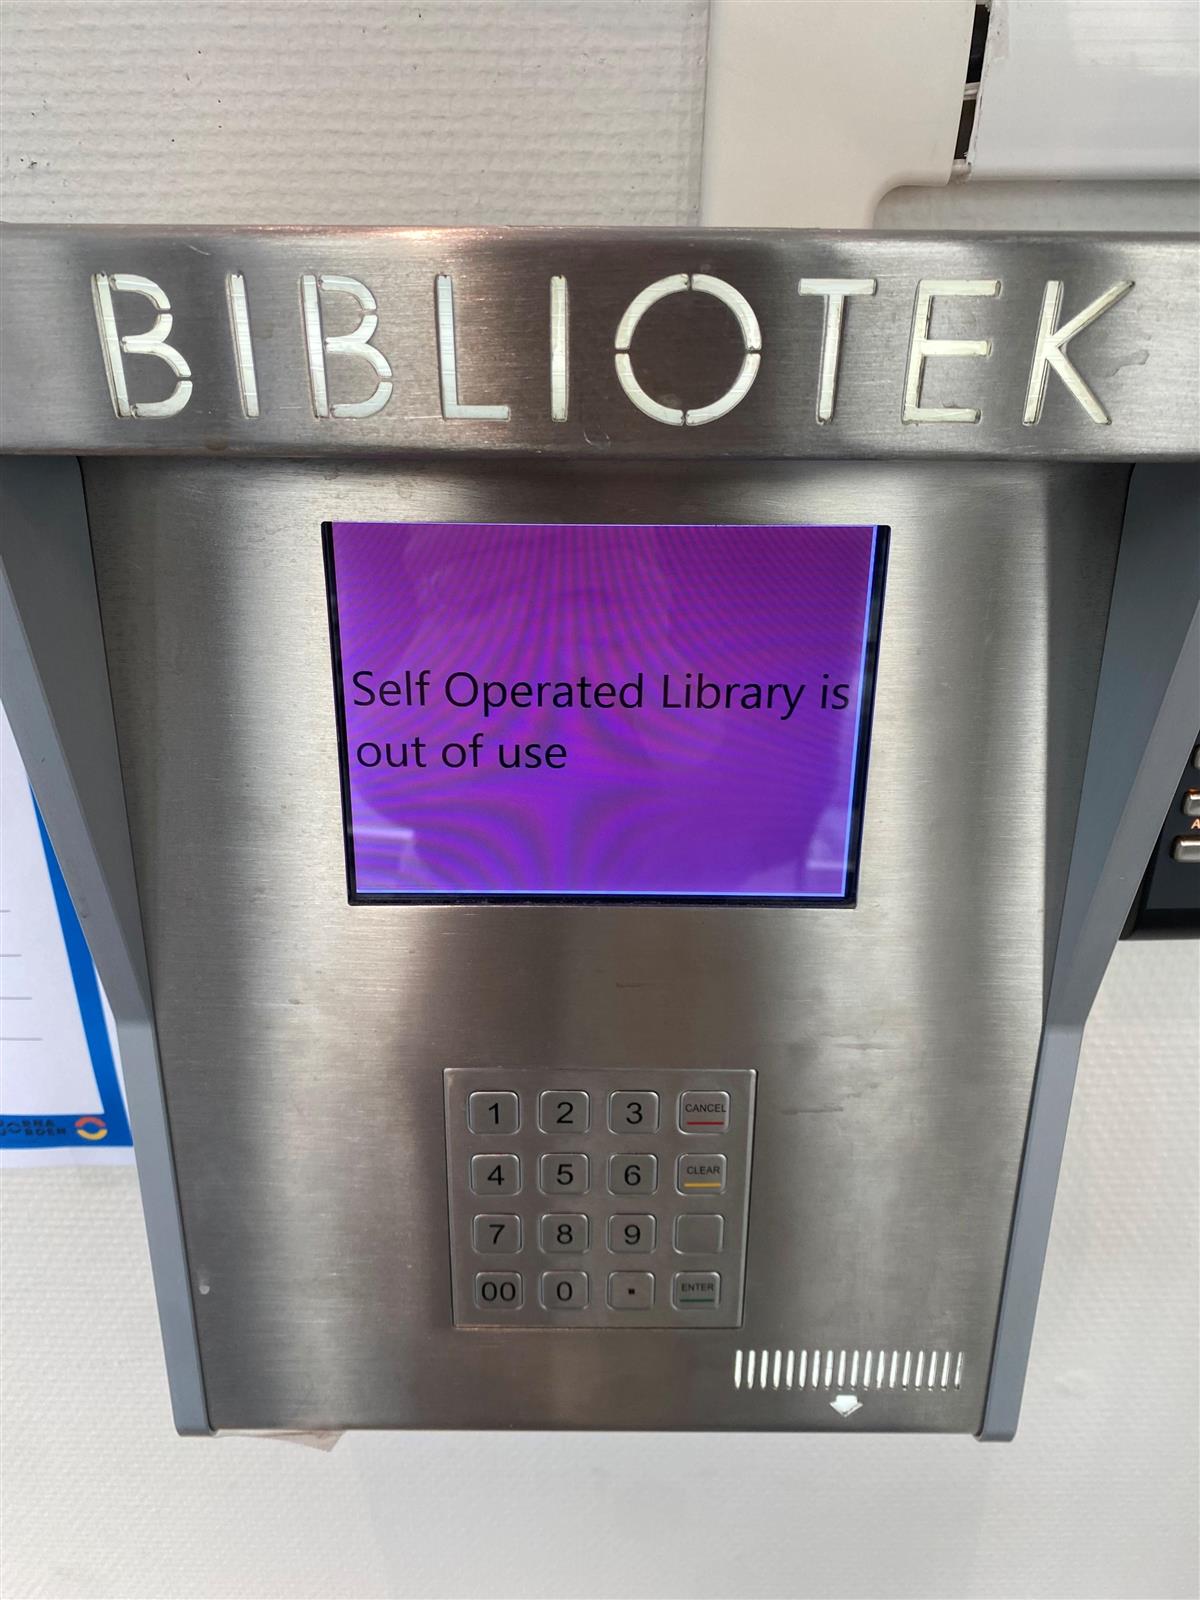 BIBLIOTEK
Self Operated Library is
out of use
1 2 3 CANCEL
4 5 6 CLEAR
7 8 9
00 0 . ENTER